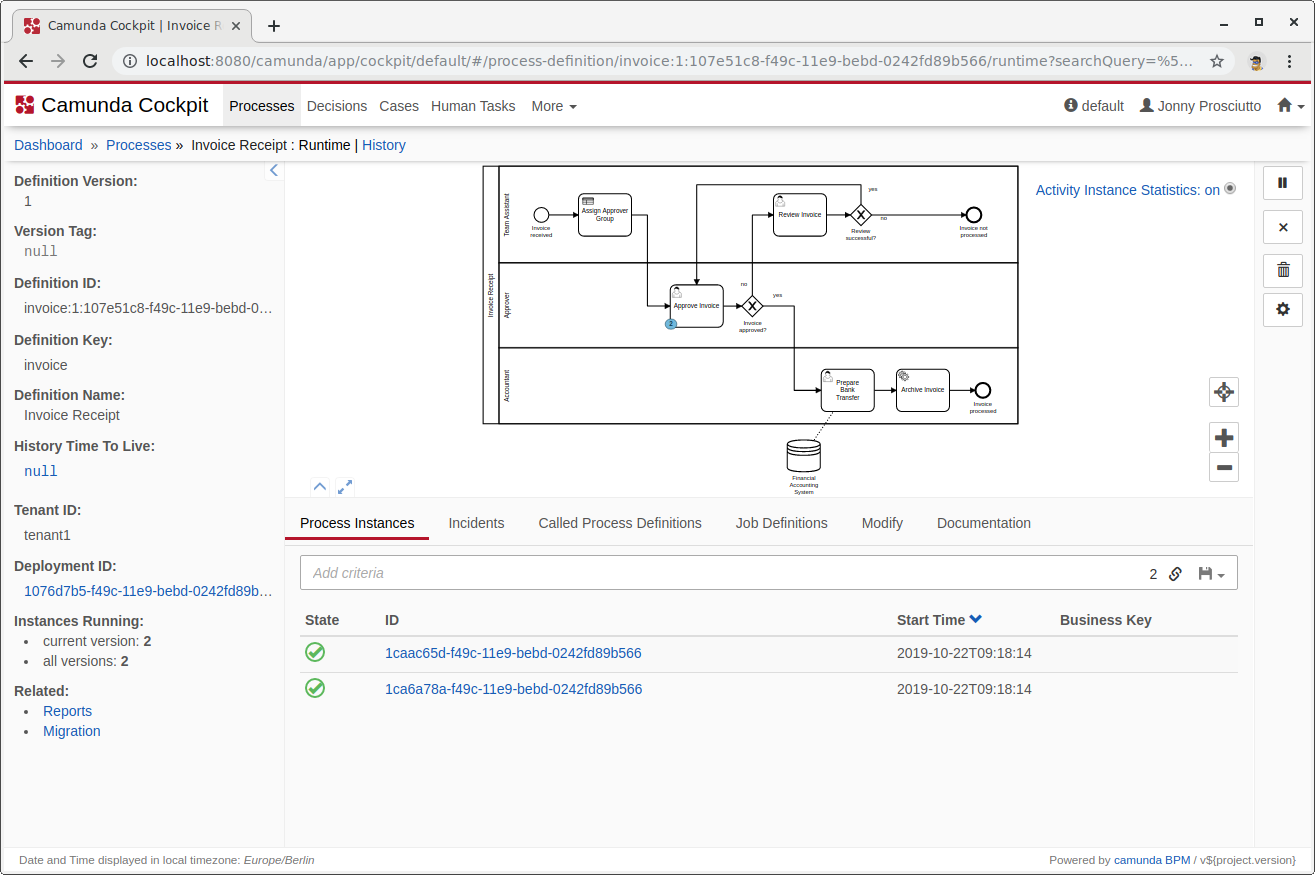 Camunda Cockpit | Invoice R
localhost:8080/camunda/app/cockpit/default/#/process-definition/invoice:1:107e51c8-f49c-11e9-bebd-0242fd89b566/runtime?searchQuery=%5...
Camunda Cockpit Processes Decisions Cases Human Tasks More default Jonny Prosciutto
Dashboard » Processes » Invoice Receipt : Runtime | History
Definition Version:
1
Version Tag:
null
Definition ID:
invoice:1:107e51c8-f49c-11e9-bebd-0...
Definition Key:
invoice
Definition Name:
Invoice Receipt
History Time To Live:
null
Tenant ID:
tenant1
Deployment ID:
1076d7b5-f49c-11e9-bebd-0242fd89b...
Instances Running:
current version: 2
all versions: 2
Related:
Reports
Migration
Activity Instance Statistics: on
Invoice Receipt
Team Assistant
Invoice
received
Assign Approver
Group
Review Invoice
yes
Review
successful?
no
Invoice not
processed
Approver
Approve Invoice
2
no
Invoice
approved?
yes
Accountant
Prepare
Bank
Transfer
Archive Invoice
Invoice
processed
Financial
Accounting
System
Process Instances Incidents Called Process Definitions Job Definitions Modify Documentation
Add criteria 2
State ID Start Time Business Key
1caac65d-f49c-11e9-bebd-0242fd89b566 2019-10-22T09:18:14
1ca6a78a-f49c-11e9-bebd-0242fd89b566 2019-10-22T09:18:14
Date and Time displayed in local timezone: Europe/Berlin
Powered by camunda BPM / v${project.version}